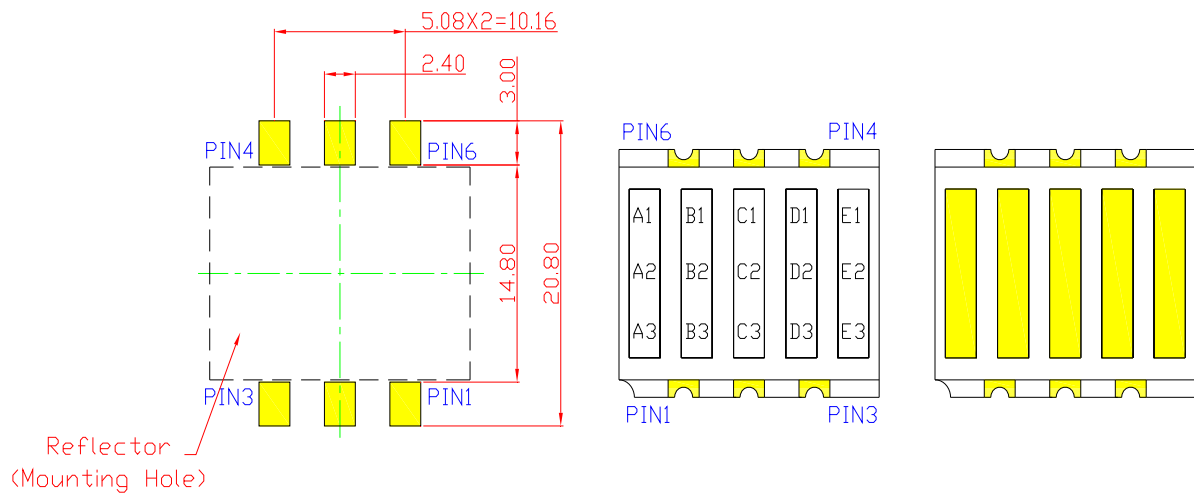 5.08X2=10.16
2.40
3.00
PIN4
PIN6
14.80
20.80
PIN3
PIN1
Reflector
(Mounting Hole)
PIN6
PIN4
A1 B1 C1 D1 E1
A2 B2 C2 D2 E2
A3 B3 C3 D3 E3
PIN1
PIN3